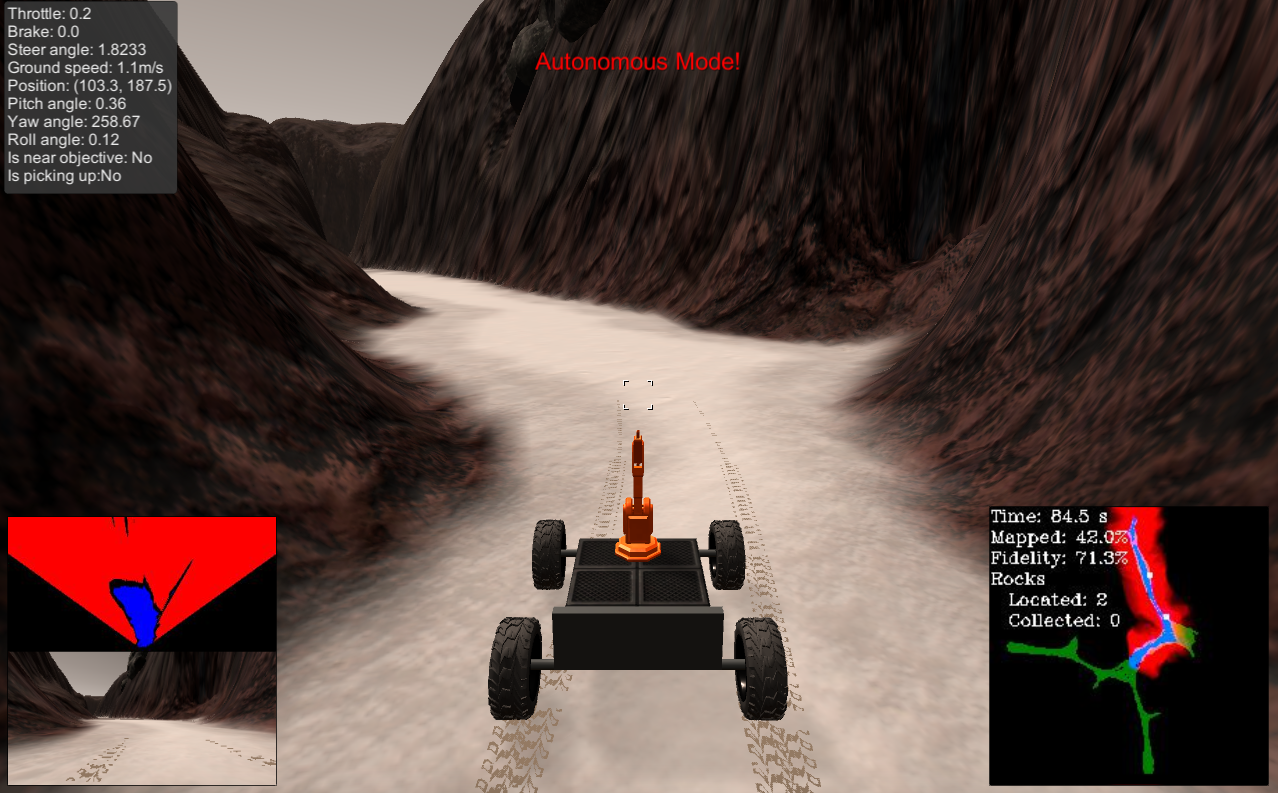 Throttle: 0.2
Brake: 0.0
Steer angle: 1.8233
Ground speed: 1.1m/s
Position: (103.3, 187.5)
Pitch angle: 0.36
Yaw angle: 258.67
Roll angle: 0.12
Is near objective: No
Is picking up:No
Autonomous Mode!
Time: 84.5 s
Mapped: 42.0%
Fidelity: 71.3%
Rocks
Located: 2
Collected: 0